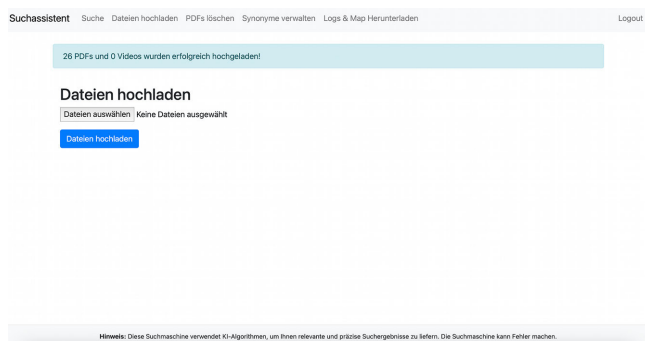 Suchassistent Suche Dateien hochladen PDFs löschen Synonyme verwalten Logs & Map Herunterladen Logout
26 PDFs und 0 Videos wurden erfolgreich hochgeladen!
Dateien hochladen
Dateien auswählen Keine Dateien ausgewählt
Dateien hochladen
Hinweis: Diese Suchmaschine verwendet KI-Algorithmen, um Ihnen relevante und präzise Suchergebnisse zu liefern. Die Suchmaschine kann Fehler machen.